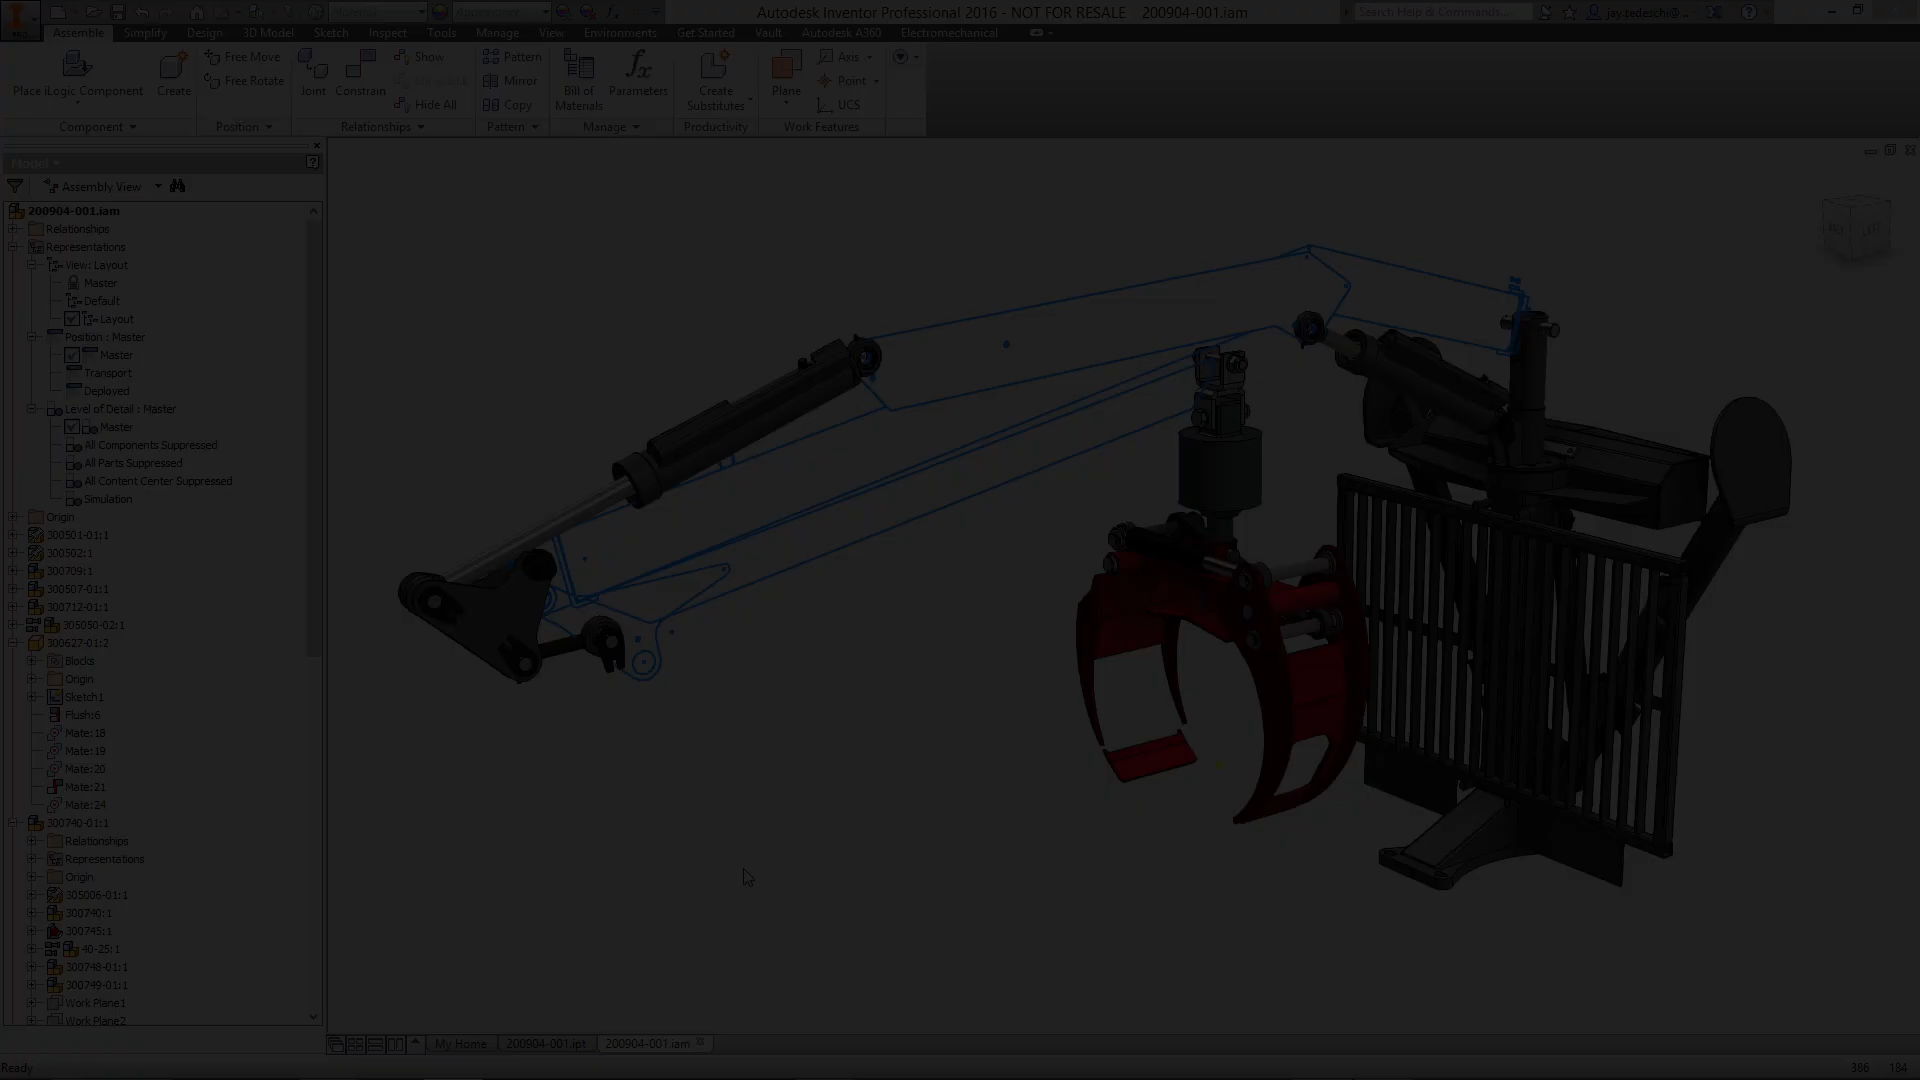 Autodesk Inventor Professional 2016 - NOT FOR RESALE 200904-001.iam
Search Help & Commands...
jay.tedeschi@...
Assemble Simplify Design 3D Model Sketch Inspect Tools Manage View Environments Get Started Vault Autodesk A360 Electromechanical
Place iLogic Component
Create
Free Move
Free Rotate
Joint
Constrain
Show
Hide All
Pattern
Mirror
Copy
Bill of
Materials
Parameters
Create
Substitutes
Plane
Axis
Point
UCS
Component
Position
Relationships
Pattern
Manage
Productivity
Work Features
Model
Assembly View
200904-001.iam
Relationships
Representations
View: Layout
Master
Default
Layout
Position : Master
Master
Transport
Deployed
Level of Detail : Master
Master
All Components Suppressed
All Parts Suppressed
All Content Center Suppressed
Simulation
Origin
300501-01:1
300502:1
300709:1
300507-01:1
300712-01:1
305050-02:1
300627-01:2
Blocks
Origin
Sketch1
Flush:6
Mate:18
Mate:19
Mate:20
Mate:21
Mate:24
300740-01:1
Relationships
Representations
Origin
305006-01:1
300740:1
300745:1
40-25:1
300748-01:1
300749-01:1
Work Plane1
Work Plane2
My Home
200904-001.ipt
200904-001.iam
Ready
386 184